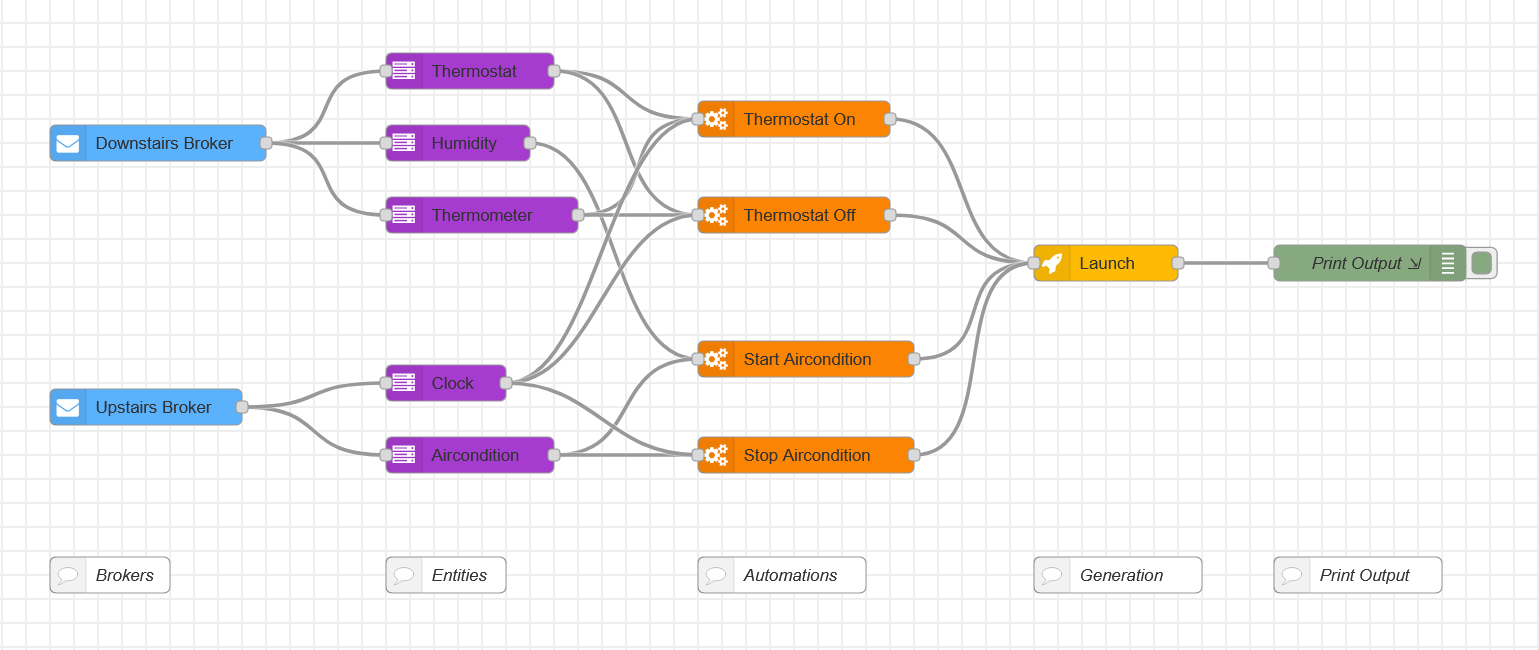 Thermostat
Thermostat On
Downstairs Broker
Humidity
Thermometer
Thermostat Off
Launch
Print Output
Start Aircondition
Clock
Upstairs Broker
Aircondition
Stop Aircondition
Brokers
Entities
Automations
Generation
Print Output